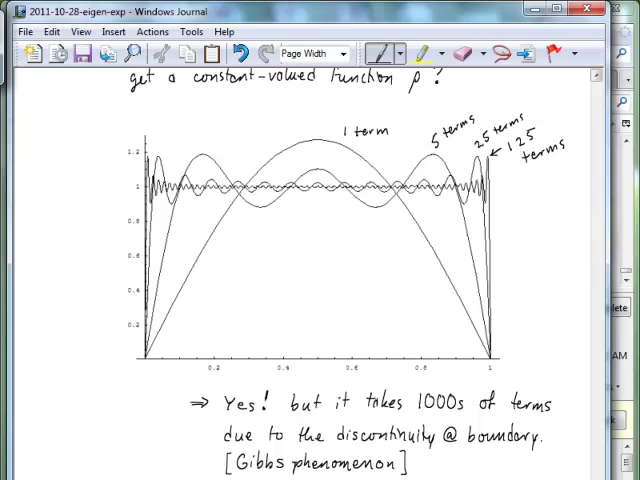 2011-10-28-eigen-exp - Windows Journal
File Edit View Insert Actions Tools Help
Page Width
get a constant-valued function ρ?
1 term
5 terms
25 terms
← 125 terms
1.2
1
0.8
0.6
0.4
0.2
0.2 0.4 0.6 0.8 1
⇒ Yes! but it takes 1000s of terms
due to the discontinuity @ boundary.
[Gibbs phenomenon]
lete
AM
k